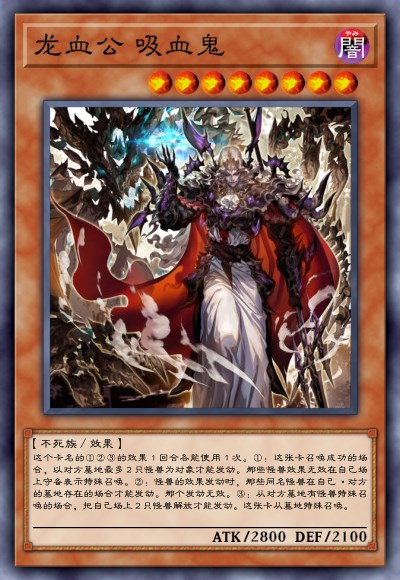 龙血公 吸血鬼
やみ
闇
【不死族／效果】
这个卡名的①②③的效果1回合各能使用1次。①：这张卡召唤成功的场
合，以对方墓地最多2只怪兽为对象才能发动。那些怪兽效果无效在自己场
上守备表示特殊召唤。②：怪兽的效果发动时，那些同名怪兽在自己·对方
的墓地存在的场合才能发动。那个发动无效。③：从对方墓地有怪兽特殊召
唤的场合，把自己场上2只怪兽解放才能发动。这张卡从墓地特殊召唤。
ATK/2800 DEF/2100